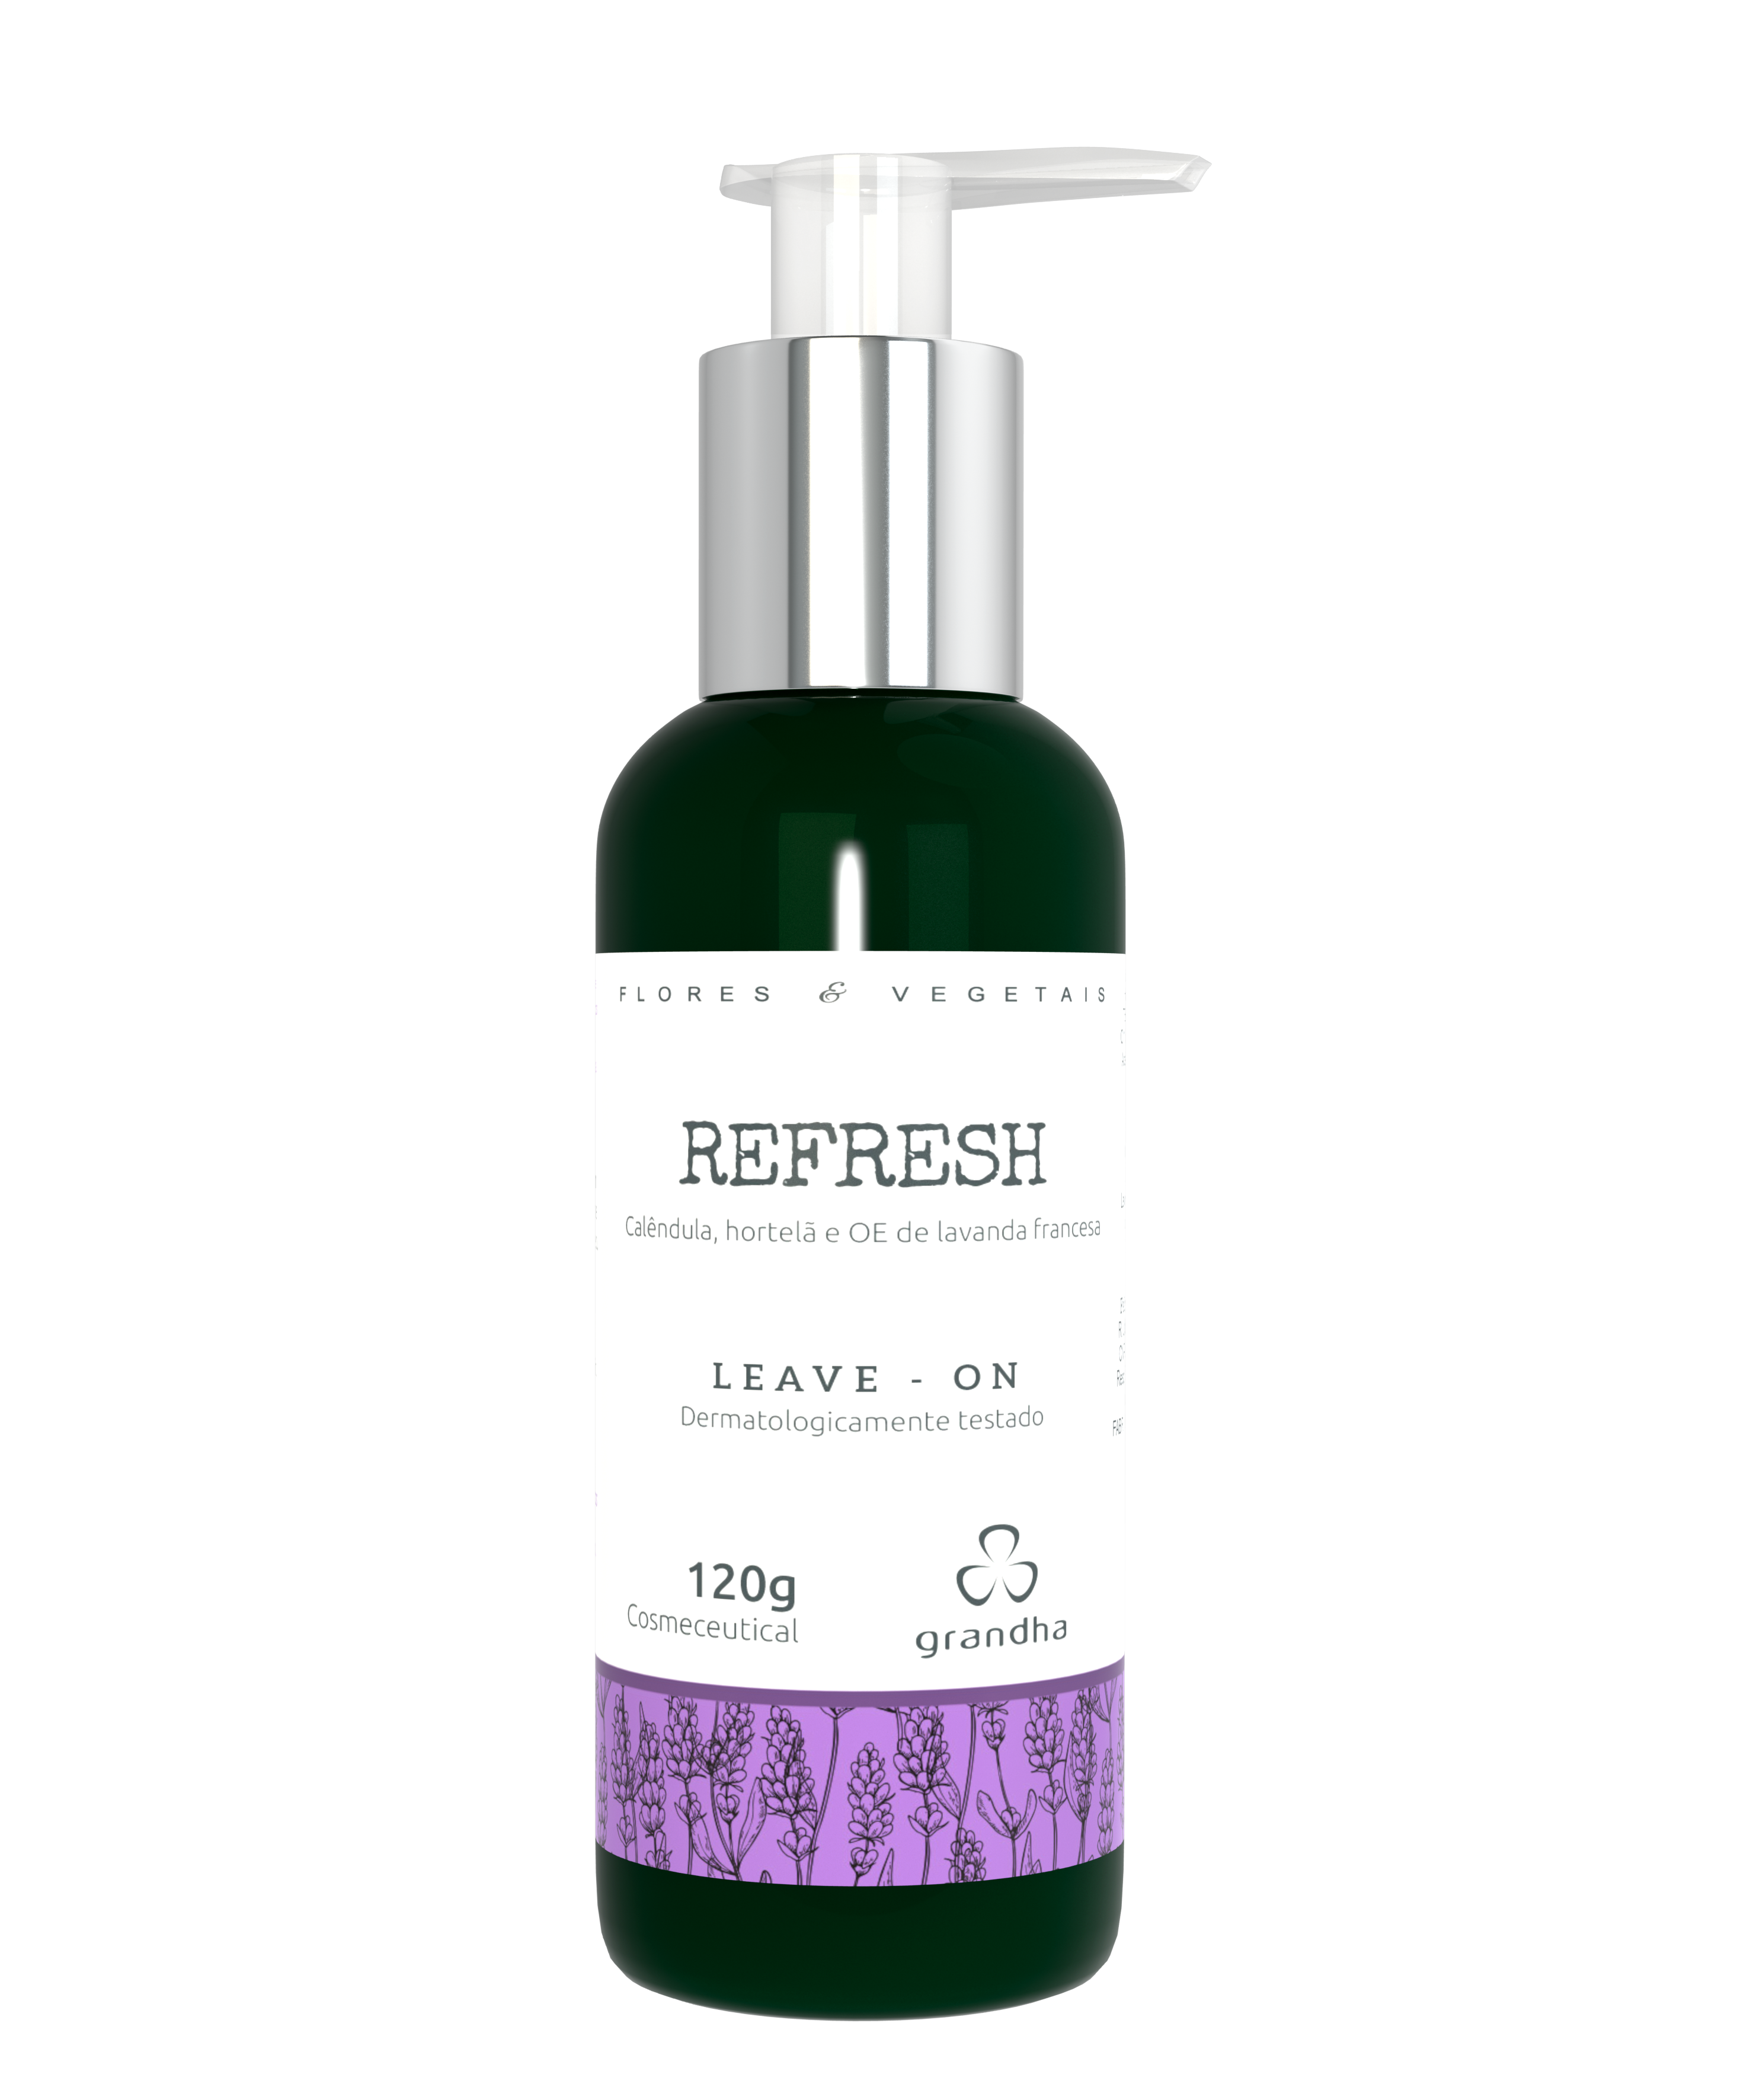 FLORES & VEGETAIS
REFRESH
Calêndula, hortelã e OE de lavanda francesa
LEAVE - ON
Dermatologicamente testado
120g
Cosmeceutical
grandha